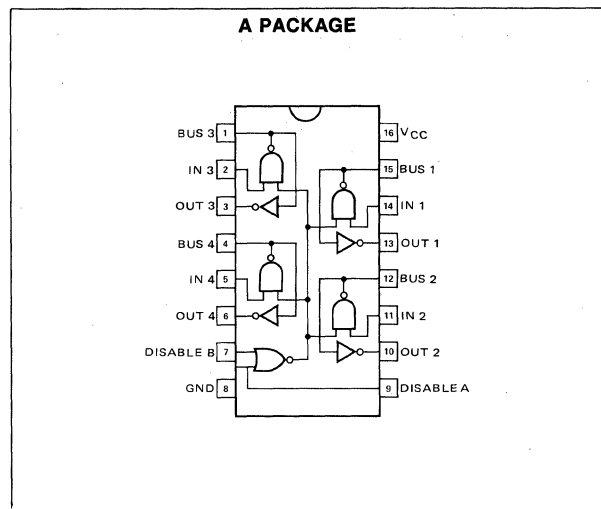 A PACKAGE
BUS 3 1
16 VCC
IN 3 2
15 BUS 1
OUT 3 3
14 IN 1
BUS 4 4
13 OUT 1
IN 4 5
12 BUS 2
OUT 4 6
11 IN 2
DISABLE B 7
10 OUT 2
GND 8
9 DISABLE A